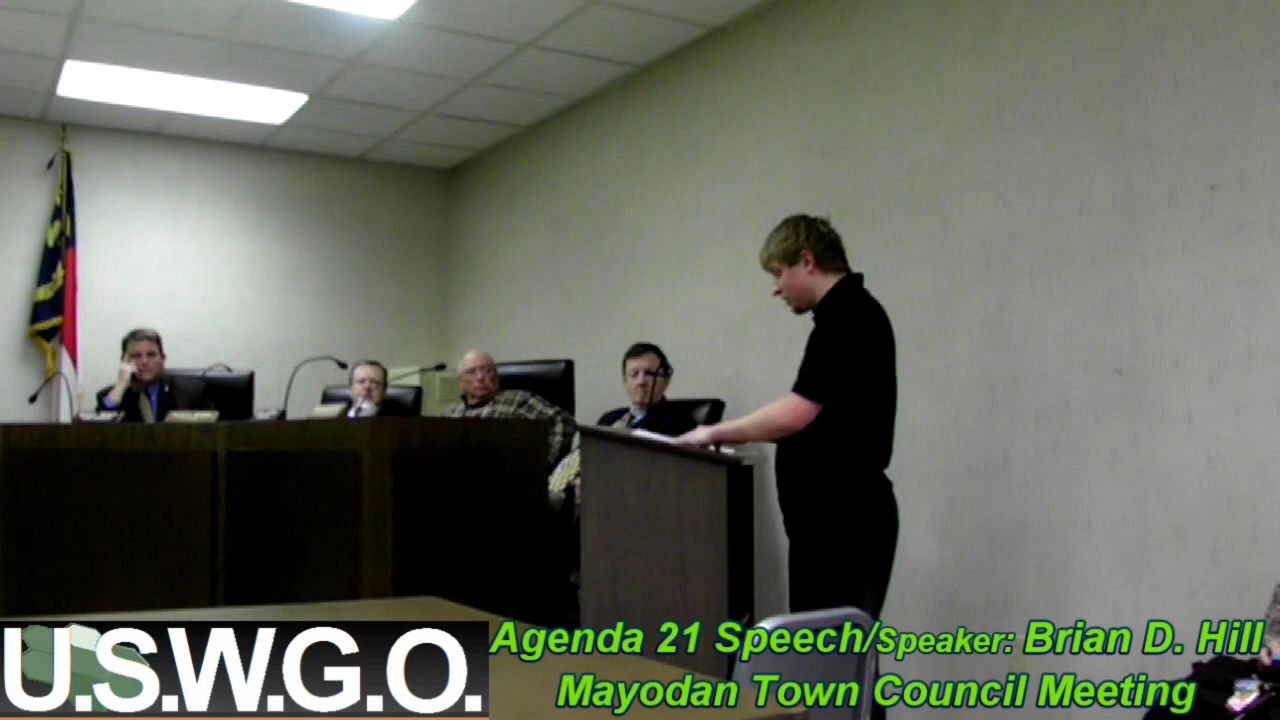 U.S.W.G.O.
Agenda 21 Speech/Speaker: Brian D. Hill
Mayodan Town Council Meeting